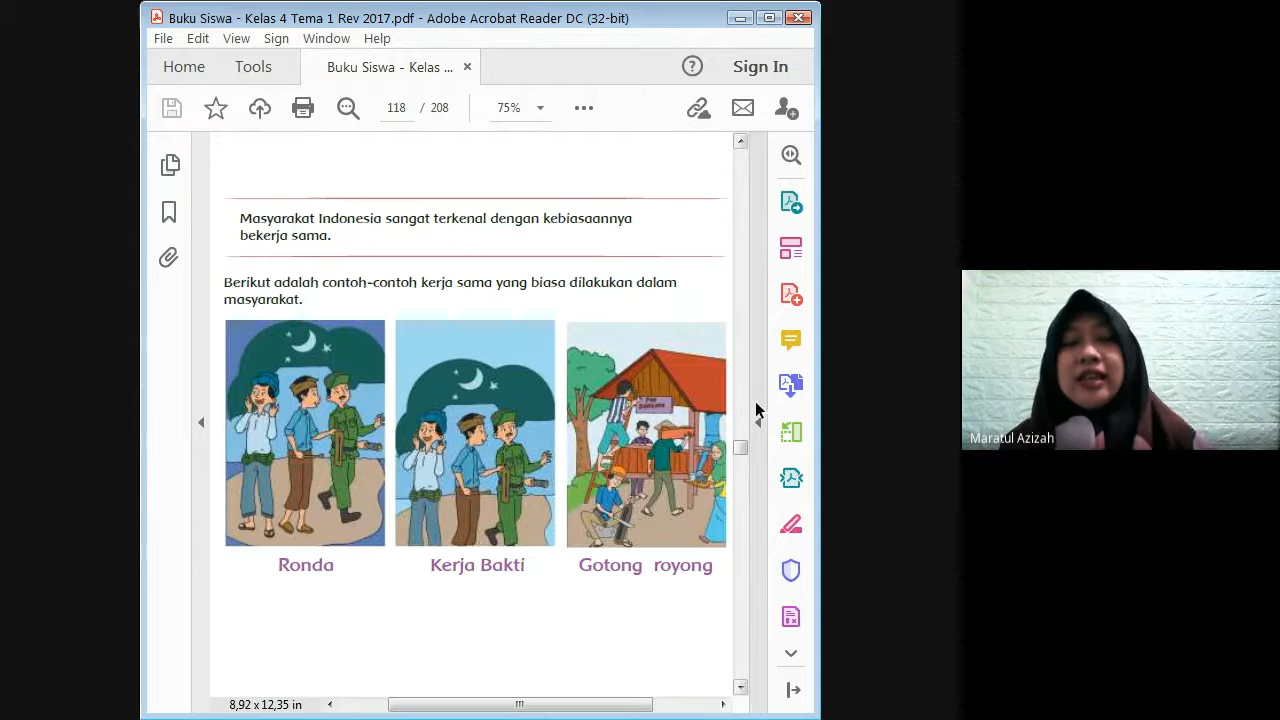 Buku Siswa - Kelas 4 Tema 1 Rev 2017.pdf - Adobe Acrobat Reader DC (32-bit)
File Edit View Sign Window Help
Home Tools Buku Siswa - Kelas ... Sign In
118 / 208 75%
Masyarakat Indonesia sangat terkenal dengan kebiasaannya
bekerja sama.
Berikut adalah contoh-contoh kerja sama yang biasa dilakukan dalam
masyarakat.
Ronda Kerja Bakti Gotong royong
8,92 x 12,35 in
Maratul Azizah